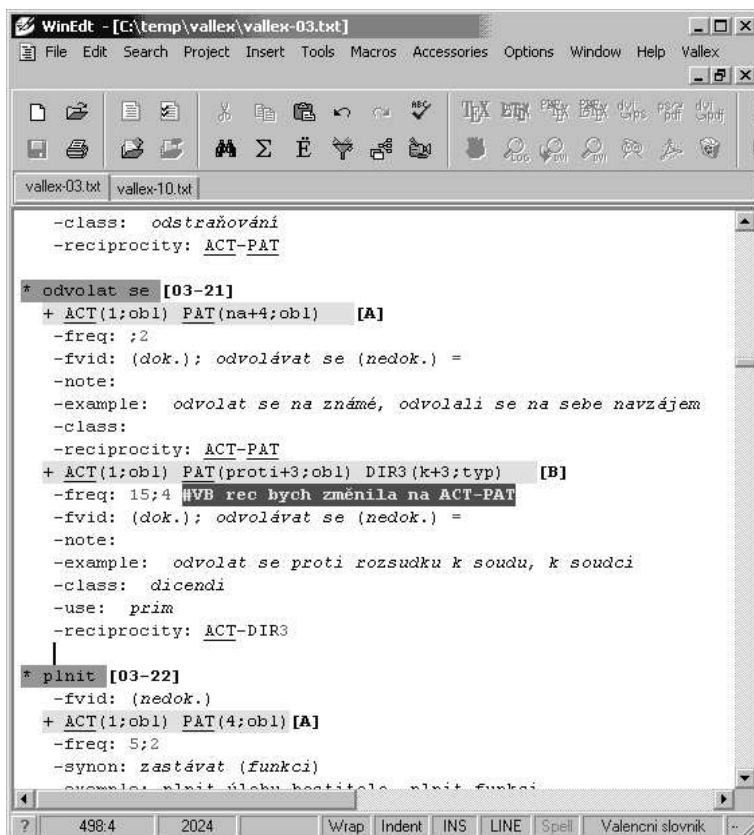 WinEdt - [C:\temp\vallex\vallex-03.txt]
File Edit Search Project Insert Tools Macros Accessories Options Window Help Vallex
vallex-03.txt vallex-10.txt
-class: odstraňování
-reciprocity: ACT-PAT
* odvolat se [03-21]
+ ACT(1;obl) PAT(na+4;obl) [A]
-freq: ;2
-fvid: (dok.); odvolávat se (nedok.) =
-note:
-example: odvolat se na známé, odvolali se na sebe navzájem
-class:
-reciprocity: ACT-PAT
+ ACT(1;obl) PAT(proti+3;obl) DIR3(k+3;typ) [B]
-freq: 15;4 #VB rec bych změnila na ACT-PAT
-fvid: (dok.); odvolávat se (nedok.) =
-note:
-example: odvolat se proti rozsudku k soudu, k soudci
-class: dicendi
-use: prim
-reciprocity: ACT-DIR3
* plnit [03-22]
-fvid: (nedok.)
+ ACT(1;obl) PAT(4;obl) [A]
-freq: 5;2
-synon: zastávat (funkci)
? 498:4 2024 Wrap Indent INS LINE Spell Valencni slovnik --